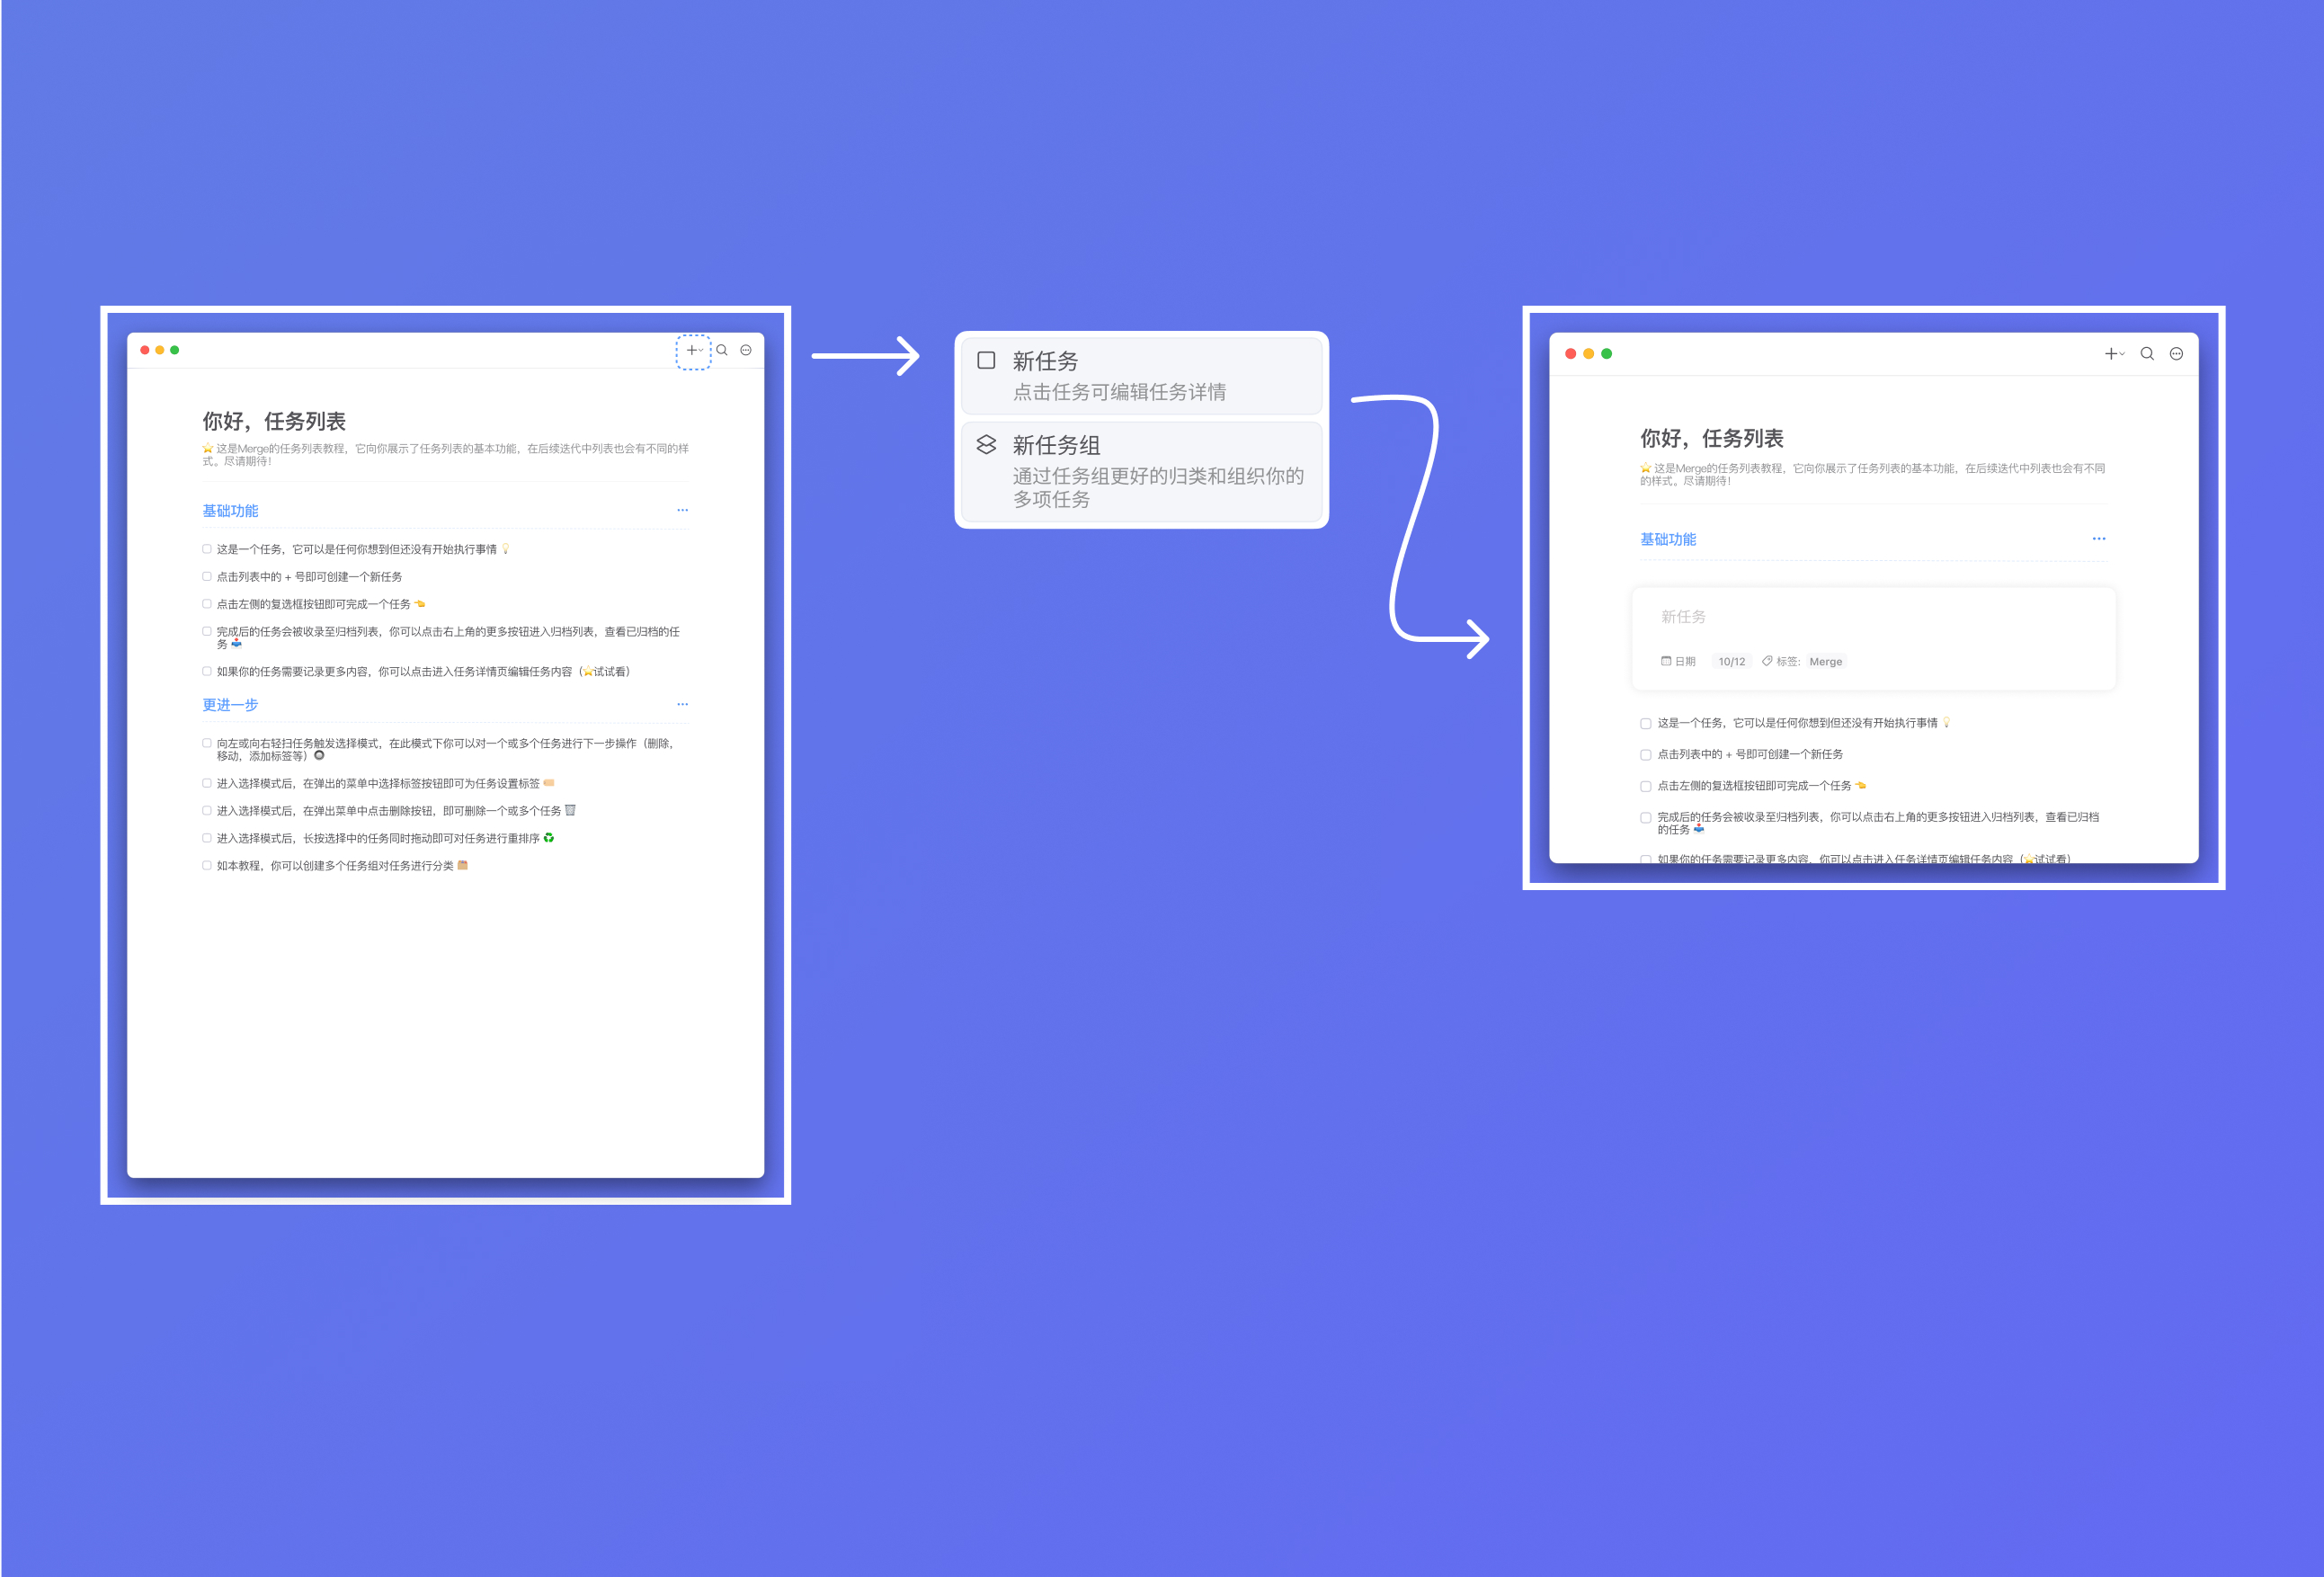 你好，任务列表
⭐ 这是Merge的任务列表教程，它向你展示了任务列表的基本功能，在后续迭代中列表也会有不同的样
式。尽请期待！
基础功能
这是一个任务，它可以是任何你想到但还没有开始执行事情 💡
点击列表中的 + 号即可创建一个新任务
点击左侧的复选框按钮即可完成一个任务 👈
完成后的任务会被收录至归档列表，你可以点击右上角的更多按钮进入归档列表，查看已归档的任
务 📥
如果你的任务需要记录更多内容，你可以点击进入任务详情页编辑任务内容（⭐试试看）
更进一步
向左或向右轻扫任务触发选择模式，在此模式下你可以对一个或多个任务进行下一步操作（删除，
移动，添加标签等）🔘
进入选择模式后，在弹出的菜单中选择标签按钮即可为任务设置标签 🏷️
进入选择模式后，在弹出菜单中点击删除按钮，即可删除一个或多个任务 🗑️
进入选择模式后，长按选择中的任务同时拖动即可对任务进行重排序 ♻️
如本教程，你可以创建多个任务组对任务进行分类 🗂️
新任务
点击任务可编辑任务详情
新任务组
通过任务组更好的归类和组织你的
多项任务
你好，任务列表
⭐ 这是Merge的任务列表教程，它向你展示了任务列表的基本功能，在后续迭代中列表也会有不同
的样式。尽请期待！
基础功能
新任务
日期 10/12 标签: Merge
这是一个任务，它可以是任何你想到但还没有开始执行事情 💡
点击列表中的 + 号即可创建一个新任务
点击左侧的复选框按钮即可完成一个任务 👈
完成后的任务会被收录至归档列表，你可以点击右上角的更多按钮进入归档列表，查看已归档
的任务 📥
如果你的任务需要记录更多内容，你可以点击进入任务详情页编辑任务内容（⭐试试看）